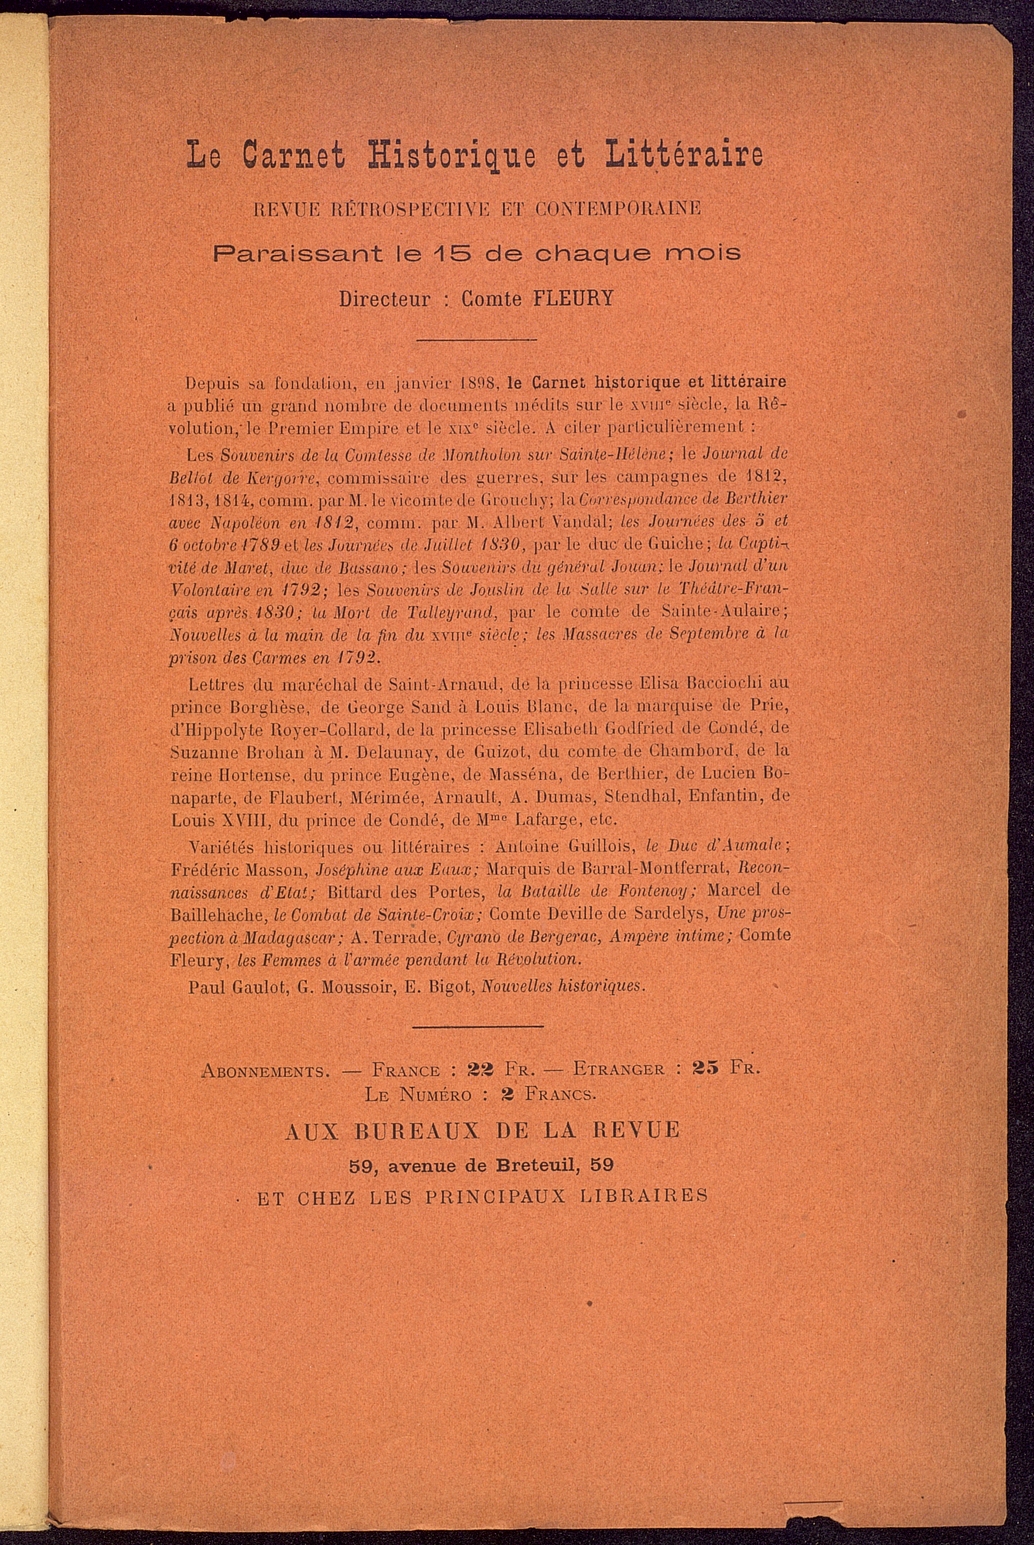 Le Carnet Historique et Littéraire
REVUE RÉTROSPECTIVE ET CONTEMPORAINE
Paraissant le 15 de chaque mois
Directeur : Comte FLEURY
Depuis sa fondation, en janvier 1898, le Carnet historique et littéraire
a publié un grand nombre de documents inédits sur le XVIIIe siècle, la Ré-
volution, le Premier Empire et le XIXe siècle. A citer particulièrement :
Les Souvenirs de la Comtesse de Montholon sur Sainte-Hélène; le Journal de
Bellot de Kergorre, commissaire des guerres, sur les campagnes de 1812,
1813, 1814, comm. par M. le vicomte de Grouchy; la Correspondance de Berthier
avec Napoléon en 1812, comm. par M. Albert Vandal; les Journées des 5 et
6 octobre 1789 et les Journées de Juillet 1830, par le duc de Guiche; la Capti-
vité de Maret, duc de Bassano; les Souvenirs du général Jouan; le Journal d'un
Volontaire en 1792; les Souvenirs de Jouslin de la Salle sur le Théâtre-Fran-
çais après 1830; la Mort de Talleyrand, par le comte de Sainte-Aulaire;
Nouvelles à la main de la fin du XVIIIe siècle; les Massacres de Septembre à la
prison des Carmes en 1792.
Lettres du maréchal de Saint-Arnaud, de la princesse Elisa Bacciochi au
prince Borghèse, de George Sand à Louis Blanc, de la marquise de Prie,
d'Hippolyte Royer-Collard, de la princesse Elisabeth Godfried de Condé, de
Suzanne Brohan à M. Delaunay, de Guizot, du comte de Chambord, de la
reine Hortense, du prince Eugène, de Masséna, de Berthier, de Lucien Bo-
naparte, de Flaubert, Mérimée, Arnault, A. Dumas, Stendhal, Enfantin, de
Louis XVIII, du prince de Condé, de Mme Lafarge, etc.
Variétés historiques ou littéraires : Antoine Guillois, le Duc d'Aumale;
Frédéric Masson, Joséphine aux Eaux; Marquis de Barral-Montferrat, Recon-
naissances d'Etat; Bittard des Portes, la Bataille de Fontenoy; Marcel de
Baillehache, le Combat de Sainte-Croix; Comte Deville de Sardelys, Une pros-
pection à Madagascar; A. Terrade, Cyrano de Bergerac, Ampère intime; Comte
Fleury, les Femmes à l'armée pendant la Révolution.
Paul Gaulot, G. Moussoir, E. Bigot, Nouvelles historiques.
ABONNEMENTS. — FRANCE : 22 FR. — ETRANGER : 25 FR.
LE NUMÉRO : 2 FRANCS.
AUX BUREAUX DE LA REVUE
59, avenue de Breteuil, 59
ET CHEZ LES PRINCIPAUX LIBRAIRES